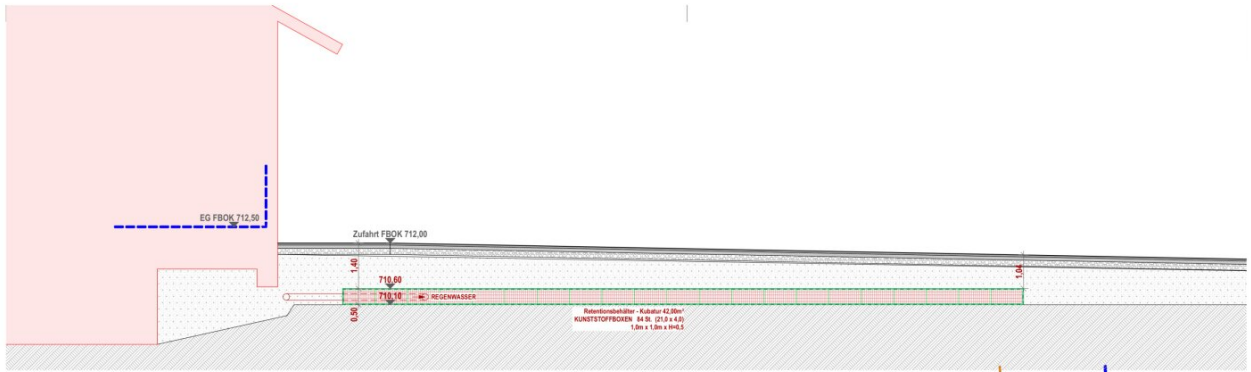 EG FBOK 712,50
Zufahrt FBOK 712,00
1,40
1,04
710,60
710,10
REGENWASSER
0,50
Retentionsbehälter - Kubatur 42,00m³
KUNSTSTOFFBOXEN 84 St. (21,0 x 4,0)
1,0m x 1,0m x H=0,5